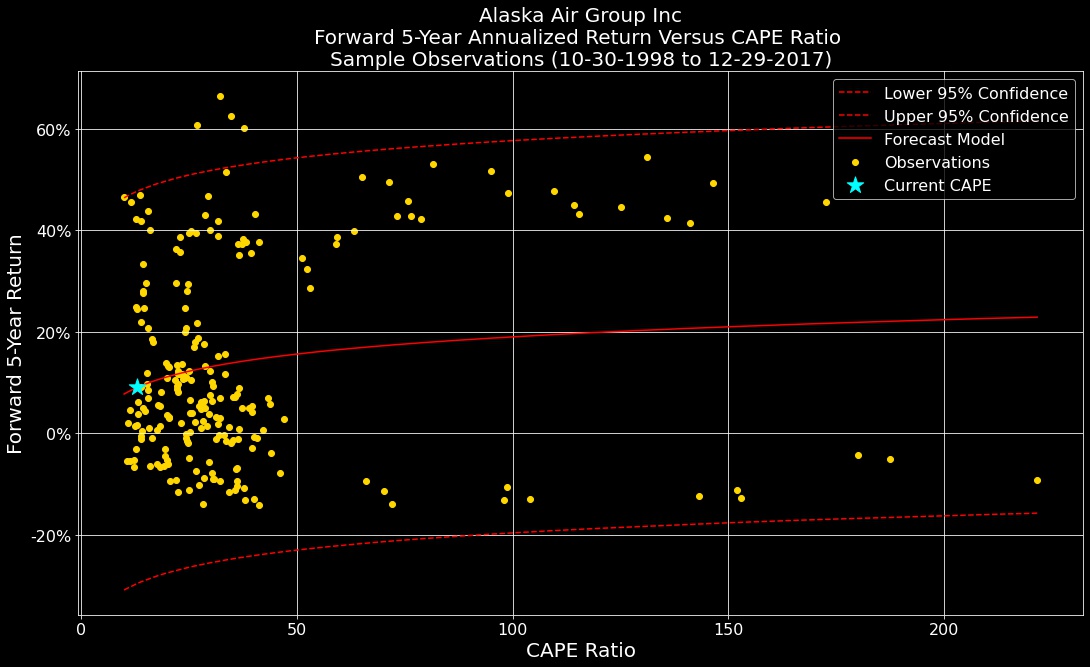 Alaska Air Group Inc
Forward 5-Year Annualized Return Versus CAPE Ratio
Sample Observations (10-30-1998 to 12-29-2017)
Lower 95% Confidence
Upper 95% Confidence
Forecast Model
Observations
Current CAPE
Forward 5-Year Return
60%
40%
20%
0%
-20%
0
50
100
150
200
CAPE Ratio